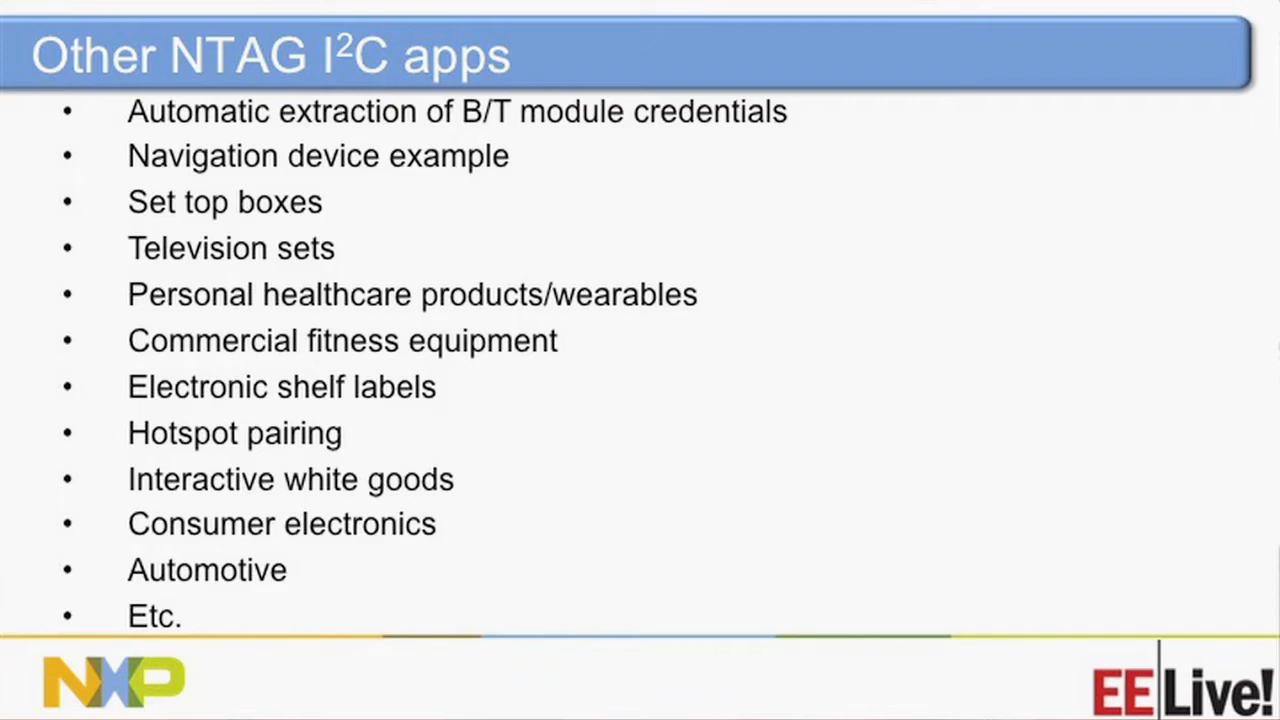 Other NTAG I²C apps
• Automatic extraction of B/T module credentials
• Navigation device example
• Set top boxes
• Television sets
• Personal healthcare products/wearables
• Commercial fitness equipment
• Electronic shelf labels
• Hotspot pairing
• Interactive white goods
• Consumer electronics
• Automotive
• Etc.
NXP
EE Live!